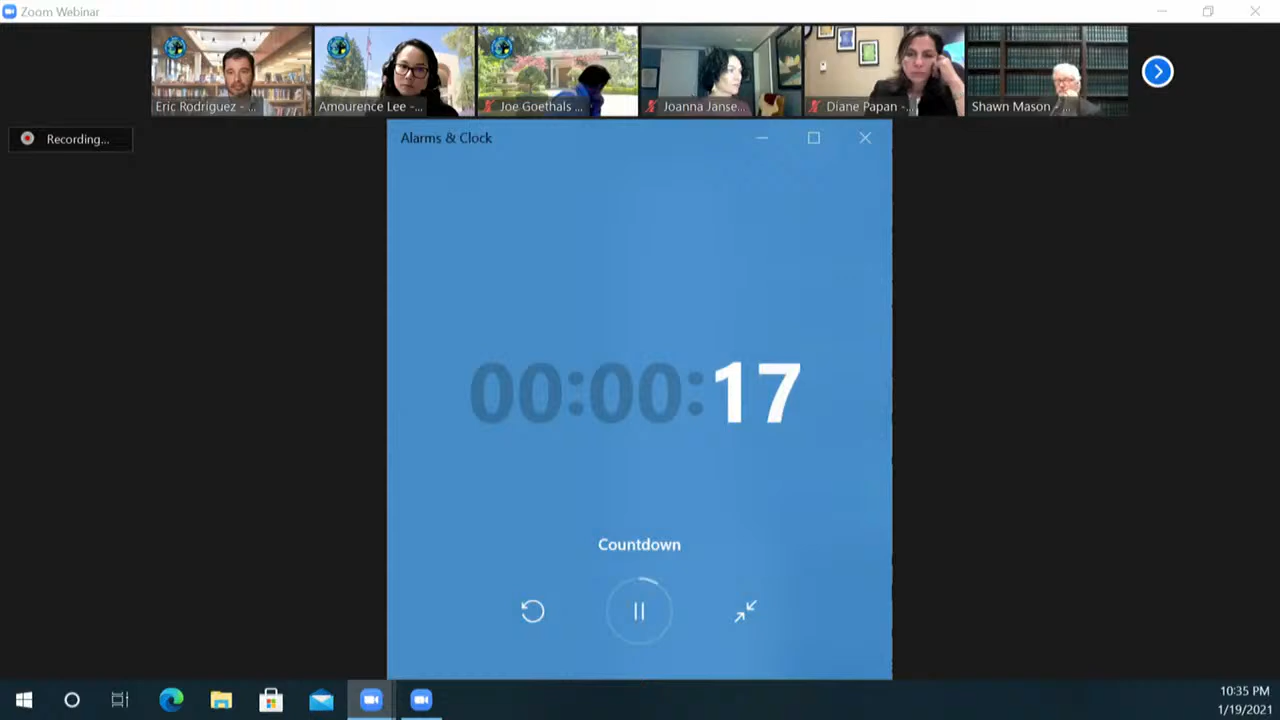 Zoom Webinar
Eric Rodriguez - ...
Amourence Lee -...
Joe Goethals ...
Joanna Janse...
Diane Papan -...
Shawn Mason - ...
Recording...
Alarms & Clock
00:00:17
Countdown
10:35 PM
1/19/2021